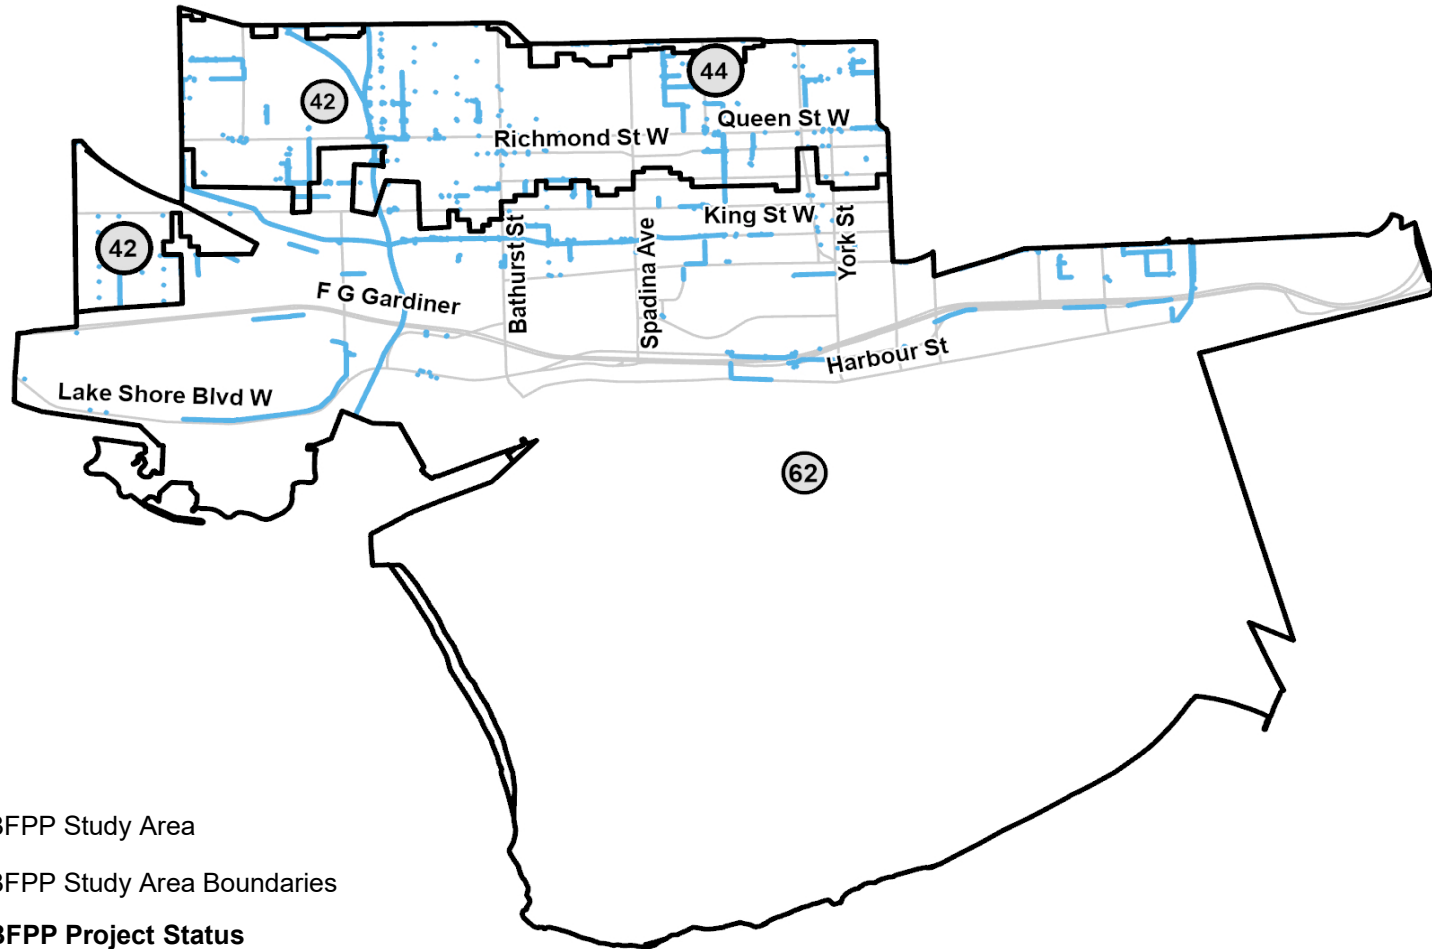 44
42
Queen St W
Richmond St W
King St W
42
Bathurst St
Spadina Ave
York St
F G Gardiner
Harbour St
Lake Shore Blvd W
62
BFPP Study Area
BFPP Study Area Boundaries
BFPP Project Status